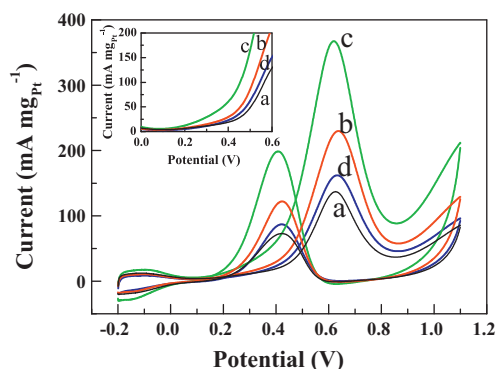 400
300
200
100
0
-0.2 0.0 0.2 0.4 0.6 0.8 1.0 1.2
Potential (V)
Current (mA mgPt-1)
200
150
100
50
0
0.0 0.2 0.4 0.6
Potential (V)
Current (mA mgPt-1)
c b
d
a
c
b
d
a